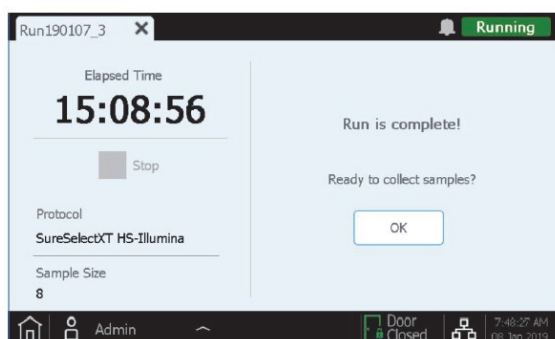 Run190107_3
Running
Elapsed Time
15:08:56
Stop
Protocol
SureSelectXT HS-Illumina
Sample Size
8
Run is complete!
Ready to collect samples?
OK
Admin
Door
Closed
7:48:27 AM
08 Jan 2019